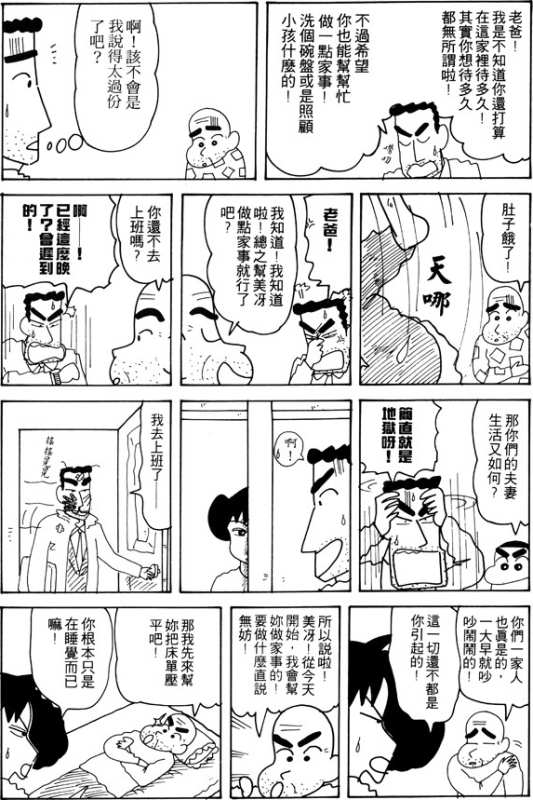 老爸!
我是不知道你還打算
在這家裡待多久!
其實你想待多久
都無所謂啦!
不過希望
你也能幫幫忙
做一點家事!
洗個碗盤或是照顧
小孩什麼的!
啊!該不會是
我說得太過份
了吧?
肚子餓了!
天哪
老爸!
我知道!我知道
啦!總之幫美冴
做點家事就行了
吧?
你還不去
上班嗎?
啊——!
已經這麼晚
了?會遲到
的!
那你們的夫妻
生活又如何?
簡直就是
地獄呀!
啊!
我去上班了——
搖搖晃晃
你們一家人
也真是的,
一大早就吵
吵鬧鬧的!
這一切還不都是
你引起的!
所以說啦!
美冴!從今天
開始,我會幫
妳做家事的!
要做什麼直說
無妨!
那我先來幫
妳把床單壓
平吧!
你根本只是
在睡覺而已
嘛!